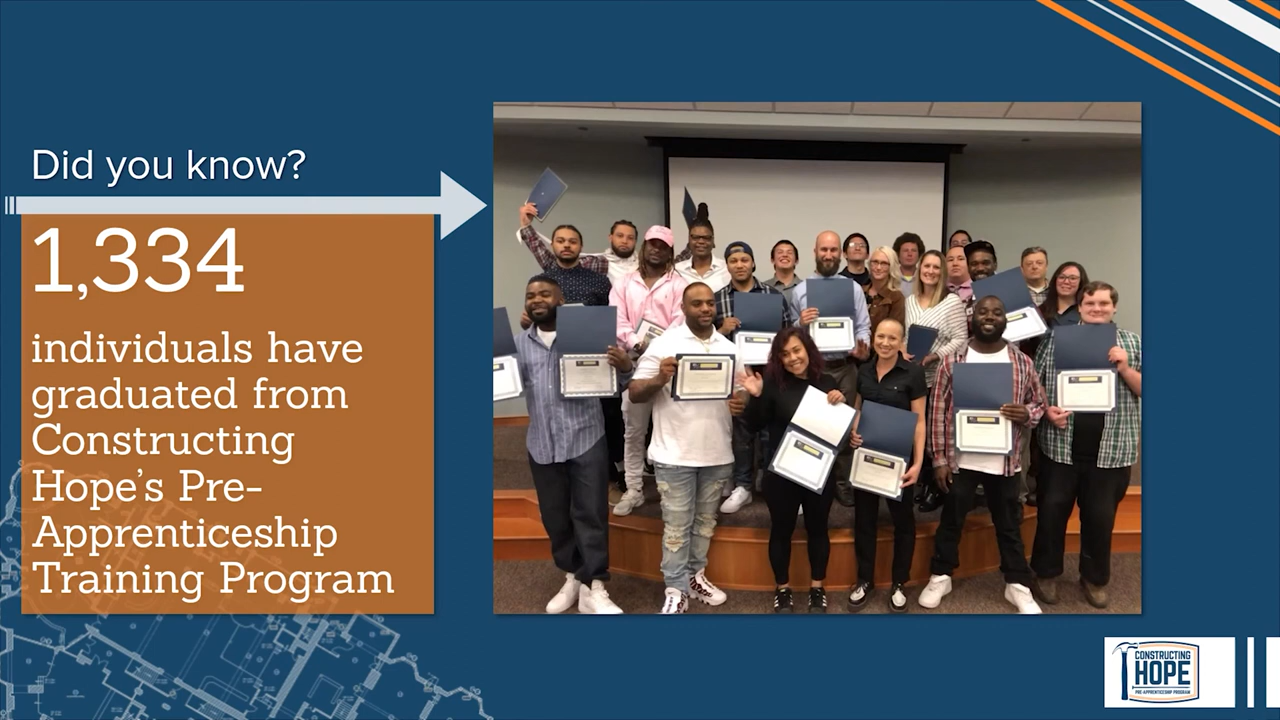 Did you know?
1,334
individuals have
graduated from
Constructing
Hope’s Pre-
Apprenticeship
Training Program
CONSTRUCTING
HOPE
PRE-APPRENTICESHIP PROGRAM